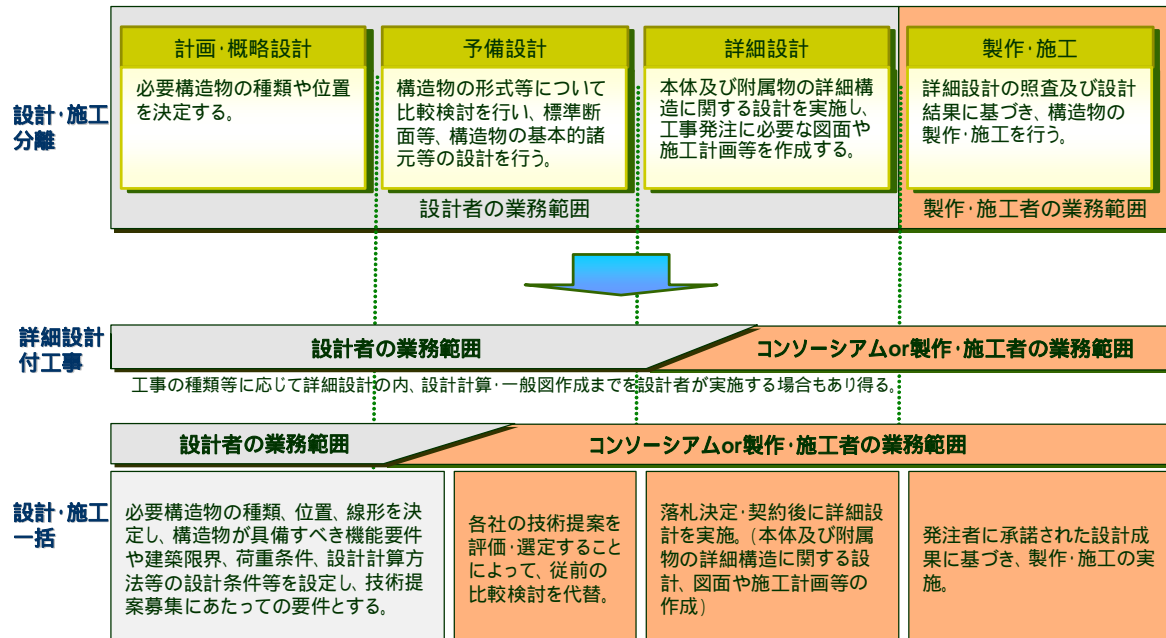 計画・概略設計
必要構造物の種類や位置
を決定する。
予備設計
構造物の形式等について
比較検討を行い、標準断
面等、構造物の基本的諸
元等の設計を行う。
詳細設計
本体及び附属物の詳細構
造に関する設計を実施し、
工事発注に必要な図面や
施工計画等を作成する。
製作・施工
詳細設計の照査及び設計
結果に基づき、構造物の
製作・施工を行う。
設計・施工
分離
設計者の業務範囲
製作・施工者の業務範囲
詳細設計
付工事
設計者の業務範囲
コンソーシアムor製作・施工者の業務範囲
工事の種類等に応じて詳細設計の内、設計計算・一般図作成までを設計者が実施する場合もあり得る。
設計者の業務範囲
コンソーシアムor製作・施工者の業務範囲
設計・施工
一括
必要構造物の種類、位置、線形を決
定し、構造物が具備すべき機能要件
や建築限界、荷重条件、設計計算方
法等の設計条件等を設定し、技術提
案募集にあたっての要件とする。
各社の技術提案を
評価・選定すること
によって、従前の
比較検討を代替。
落札決定・契約後に詳細設
計を実施。(本体及び附属
物の詳細構造に関する設
計、図面や施工計画等の
作成)
発注者に承諾された設計成
果に基づき、製作・施工の実
施。